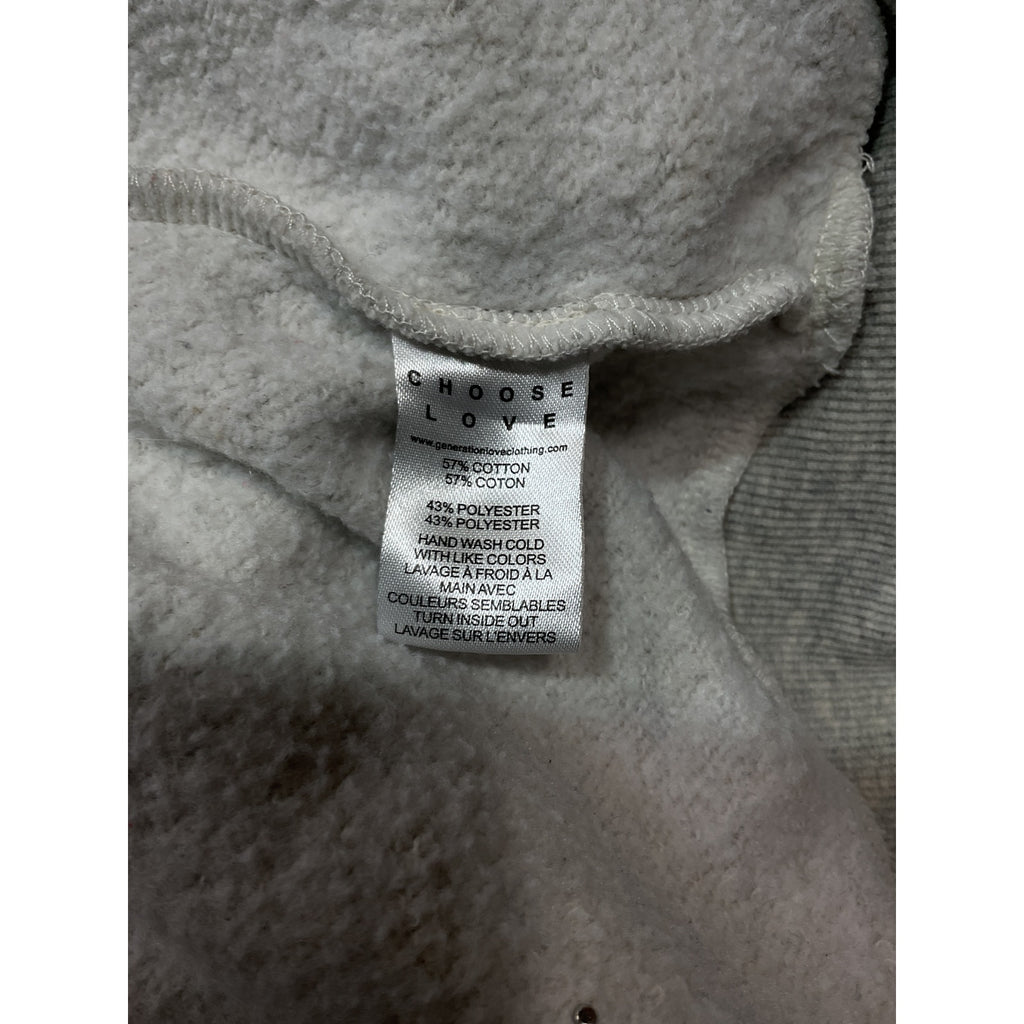 CHOOSE
LOVE
www.generationloveclothing.com
57% COTTON
57% COTON
43% POLYESTER
43% POLYESTER
HAND WASH COLD
WITH LIKE COLORS
LAVAGE À FROID À LA
MAIN AVEC
COULEURS SEMBLABLES
TURN INSIDE OUT
LAVAGE SUR L'ENVERS